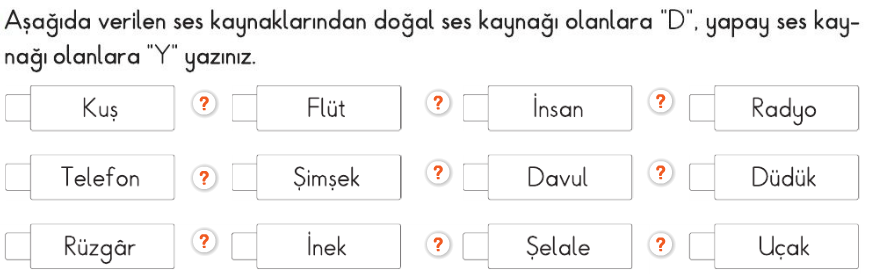 Aşağıda verilen ses kaynaklarından doğal ses kaynağı olanlara "D", yapay ses kay-
nağı olanlara "Y" yazınız.
Kuş ? Flüt ? İnsan ? Radyo
Telefon ? Şimşek ? Davul ? Düdük
Rüzgâr ? İnek ? Şelale ? Uçak